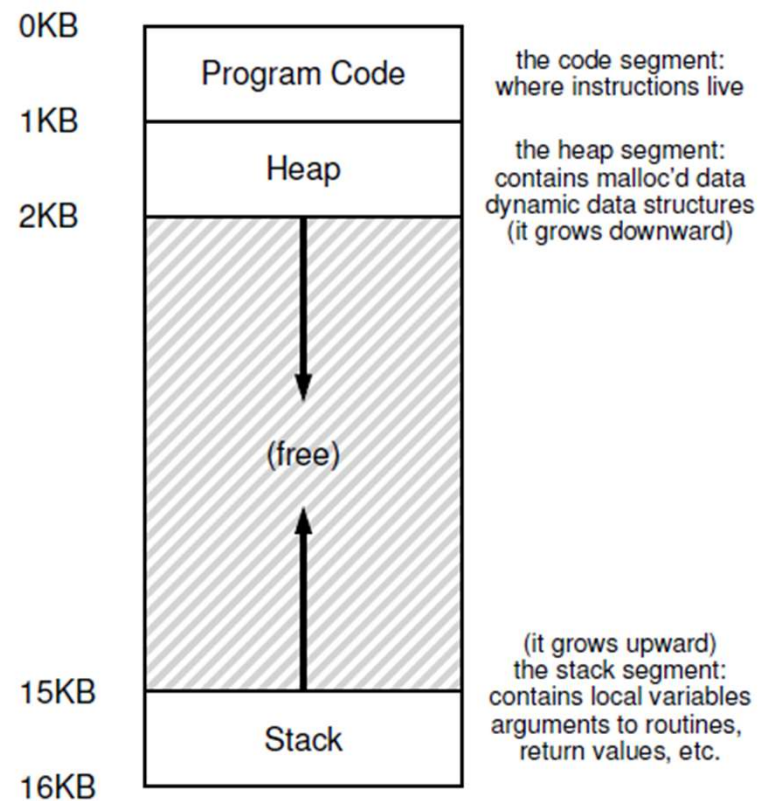 0KB
Program Code
the code segment:
where instructions live
1KB
Heap
the heap segment:
contains malloc'd data
dynamic data structures
(it grows downward)
2KB
(free)
(it grows upward)
the stack segment:
contains local variables
arguments to routines,
return values, etc.
15KB
Stack
16KB